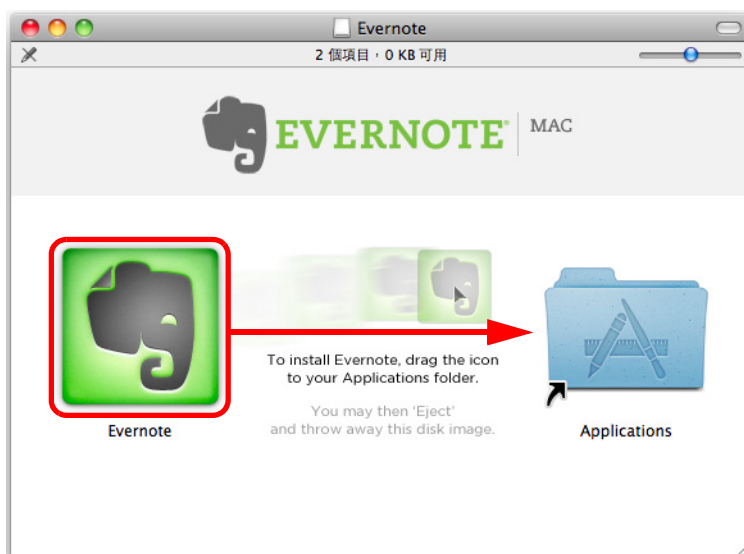 Evernote
2 個項目，0 KB 可用
EVERNOTE® MAC
To install Evernote, drag the icon
to your Applications folder.
You may then 'Eject'
and throw away this disk image.
Evernote
Applications